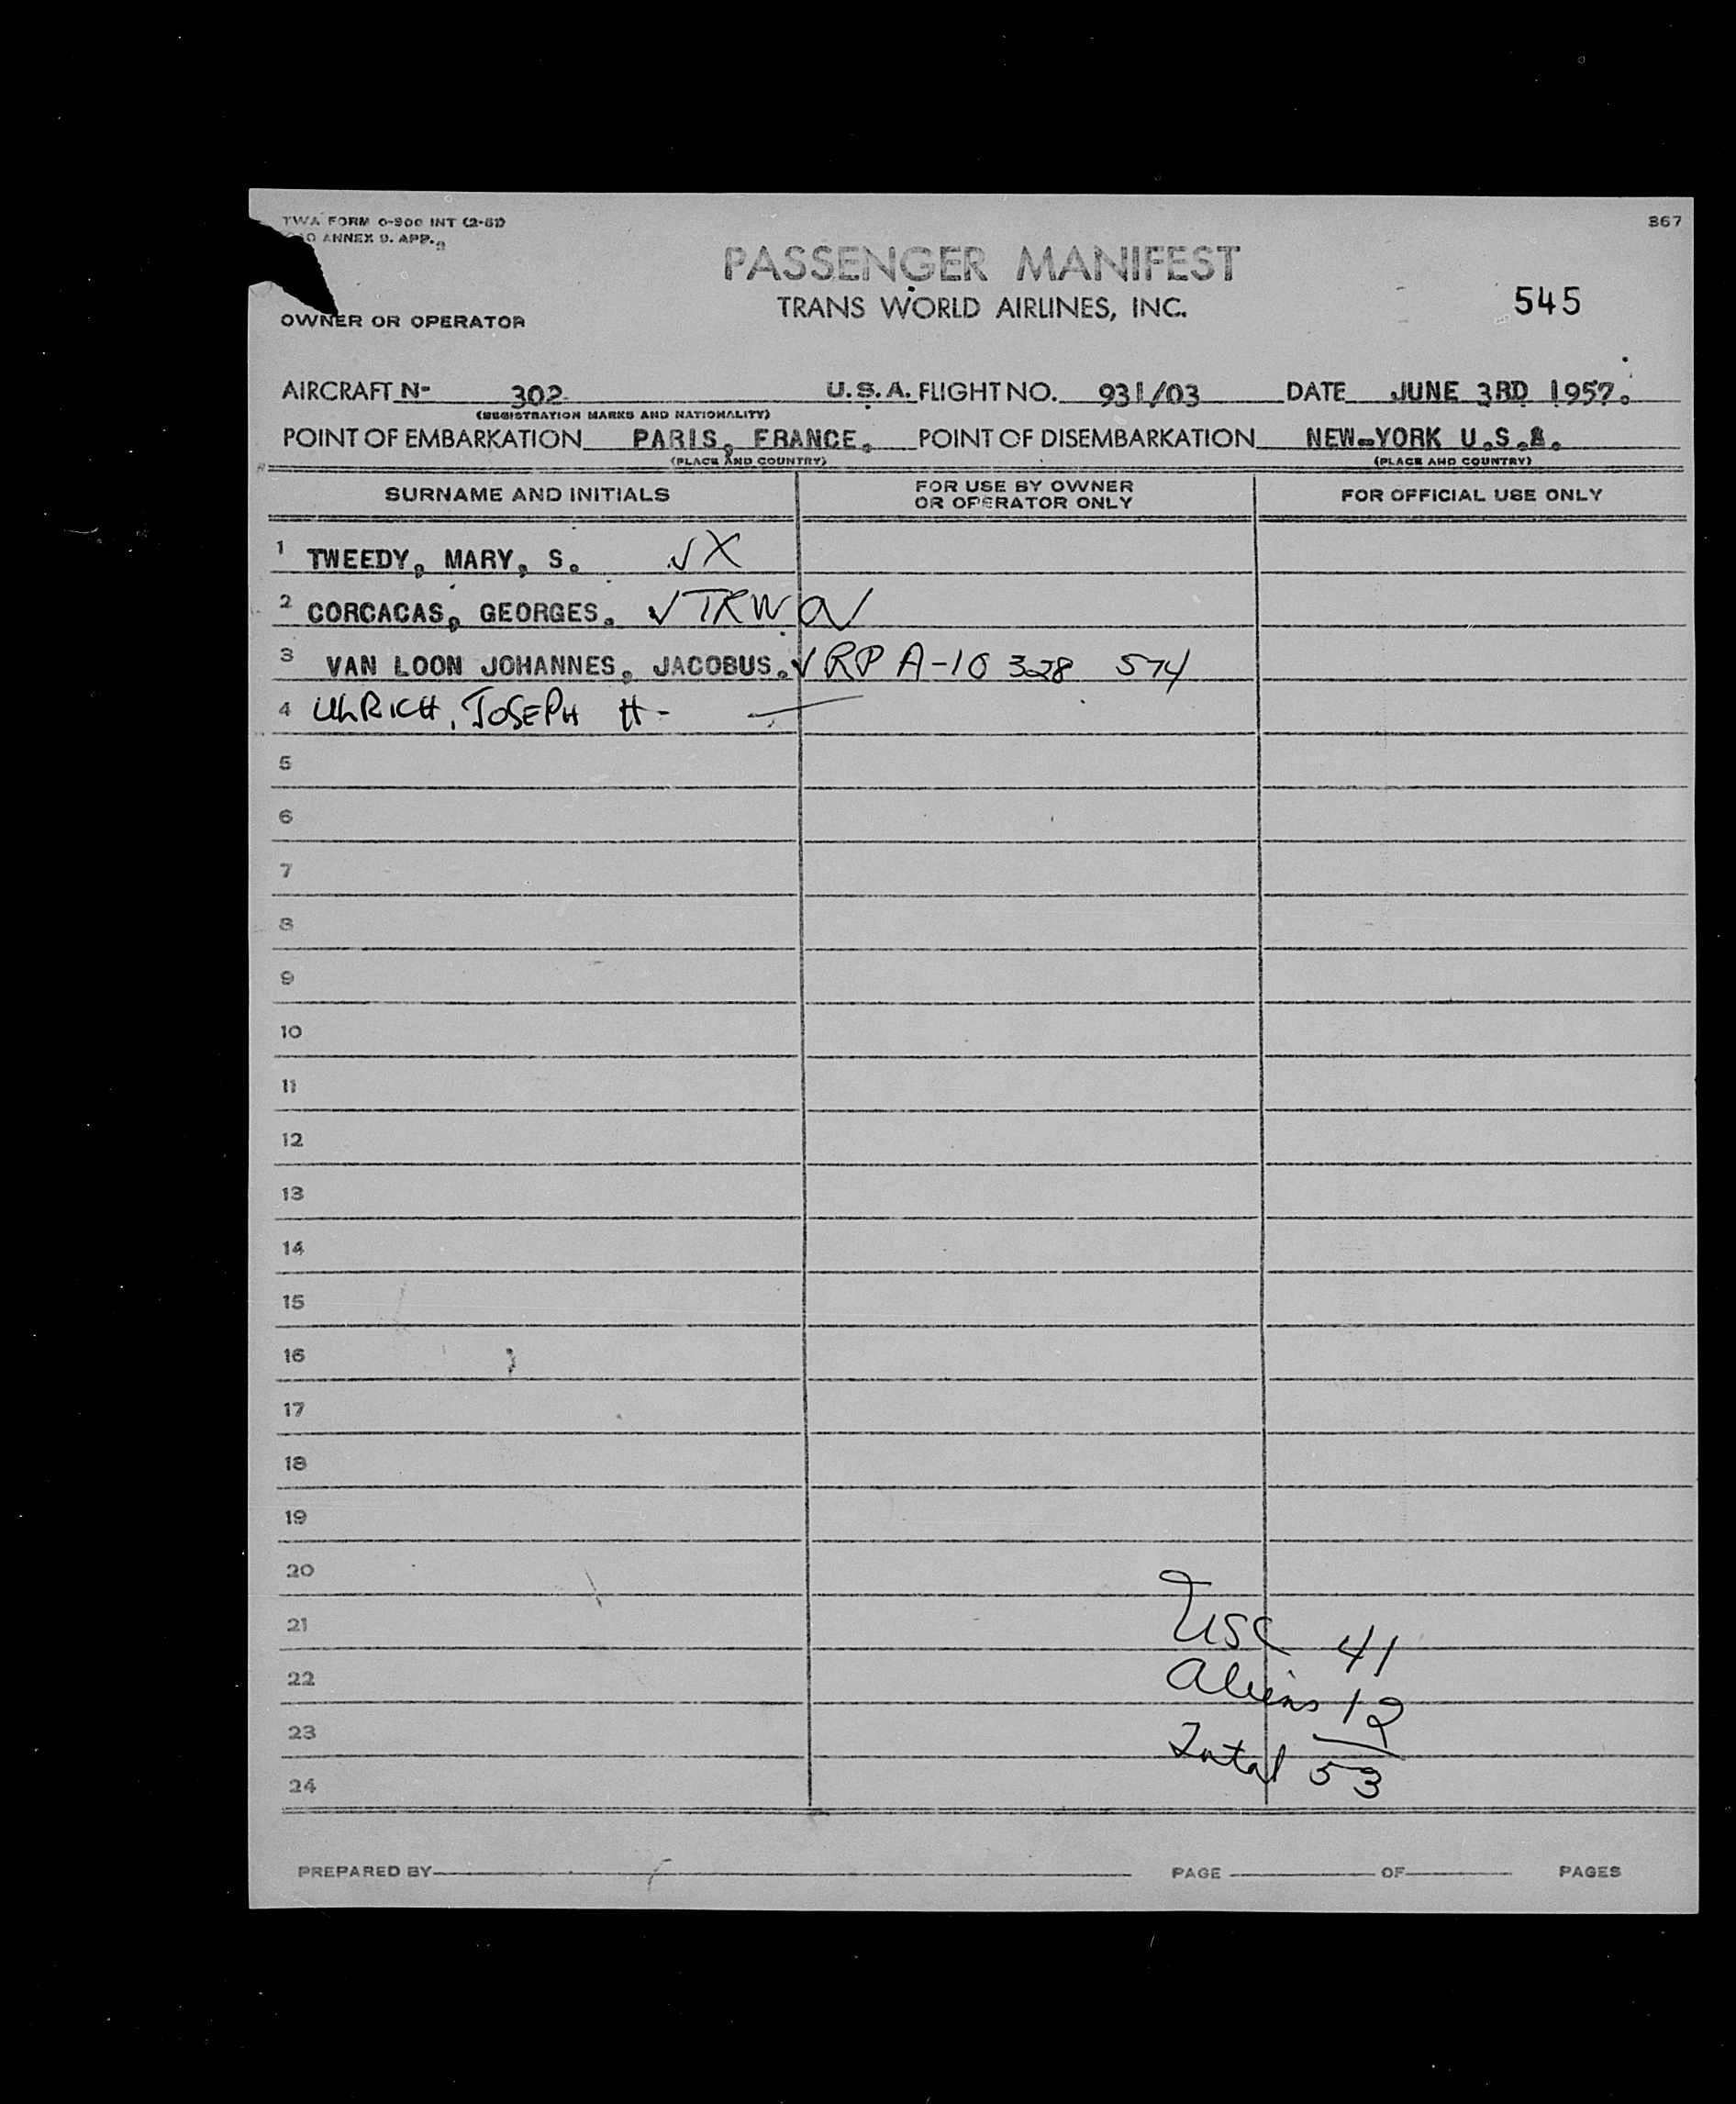 TWA FORM 0-900 INT (2-51)
ANNEX 9. APP.
367
PASSENGER MANIFEST
TRANS WORLD AIRLINES, INC.
545
OWNER OR OPERATOR
AIRCRAFT N- 302 U.S.A. FLIGHT NO. 931/03 DATE JUNE 3RD 1957.
(REGISTRATION MARKS AND NATIONALITY)
POINT OF EMBARKATION PARIS, FRANCE, POINT OF DISEMBARKATION NEW-YORK U.S.A.
(PLACE AND COUNTRY) (PLACE AND COUNTRY)
SURNAME AND INITIALS FOR USE BY OWNER OR OPERATOR ONLY FOR OFFICIAL USE ONLY
1 TWEEDY, MARY, S. √ X
2 CORCACAS, GEORGES. √ TRWOV
3 VAN LOON JOHANNES, JACOBUS. √ RP A-10 328 574
4 ULRICH, JOSEPH H-
5
6
7
8
9
10
11
12
13
14
15
16
17
18
19
20
21 USC 41
22 Aliens 12
23 Total 53
24
PREPARED BY PAGE OF PAGES